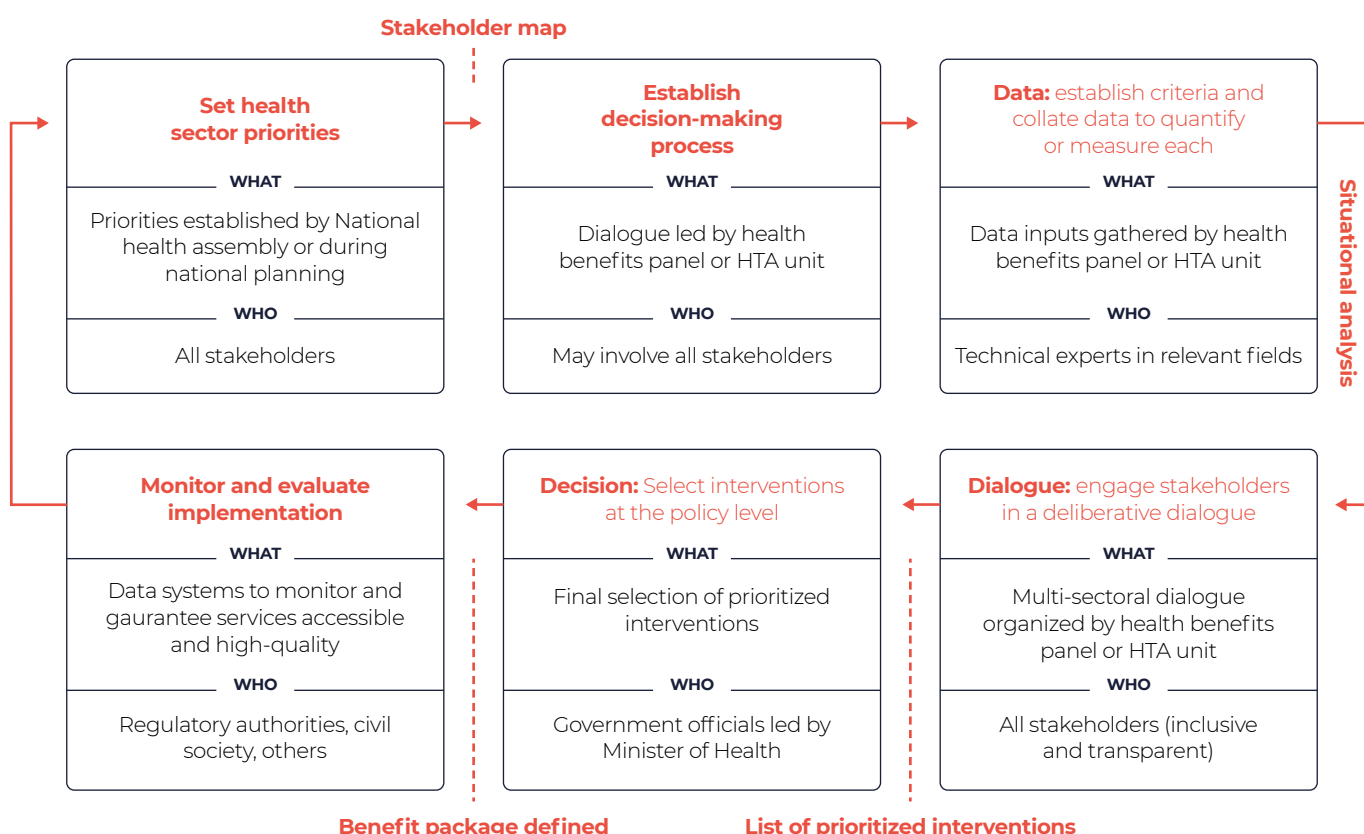 Stakeholder map
Set health
sector priorities
WHAT
Priorities established by National
health assembly or during
national planning
WHO
All stakeholders
Establish
decision-making
process
WHAT
Dialogue led by health
benefits panel or HTA unit
WHO
May involve all stakeholders
Data: establish criteria and
collate data to quantify
or measure each
WHAT
Data inputs gathered by health
benefits panel or HTA unit
WHO
Technical experts in relevant fields
Situational analysis
Dialogue: engage stakeholders
in a deliberative dialogue
WHAT
Multi-sectoral dialogue
organized by health benefits
panel or HTA unit
WHO
All stakeholders (inclusive
and transparent)
List of prioritized interventions
Decision: Select interventions
at the policy level
WHAT
Final selection of prioritized
interventions
WHO
Government officials led by
Minister of Health
Benefit package defined
Monitor and evaluate
implementation
WHAT
Data systems to monitor and
gaurantee services accessible
and high-quality
WHO
Regulatory authorities, civil
society, others